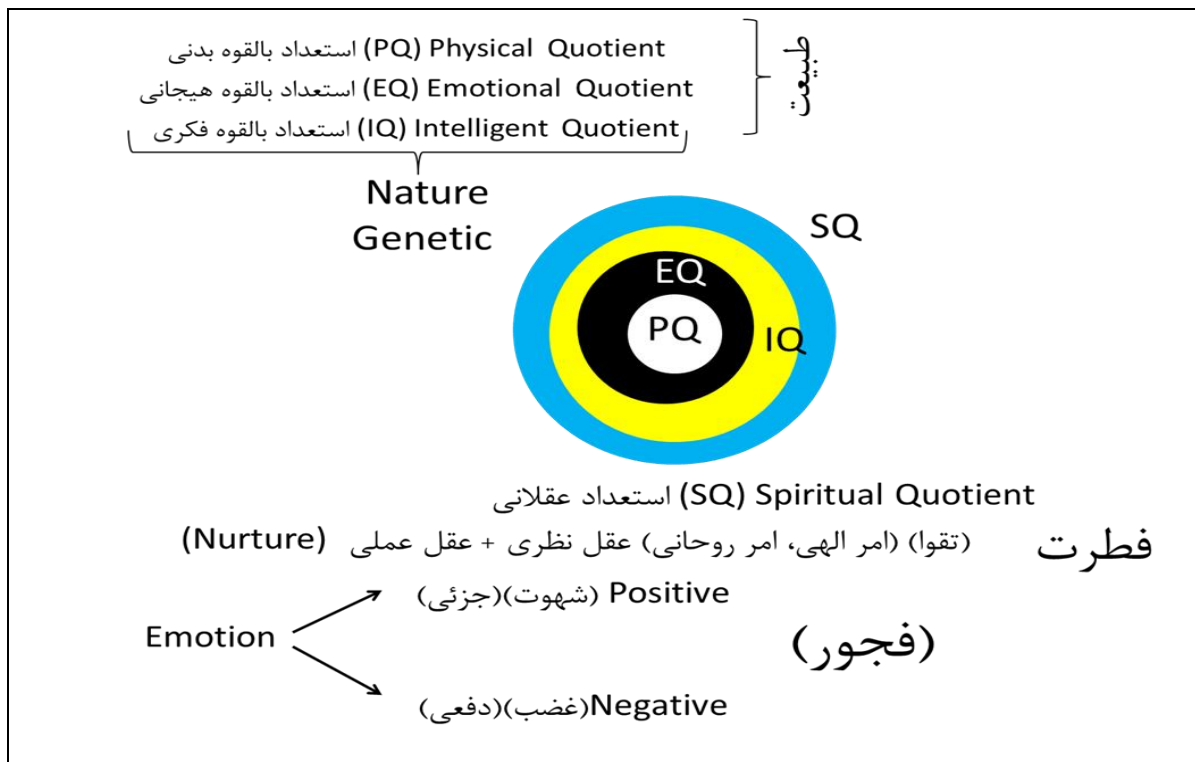 استعداد بالقوه بدنی (PQ) Physical Quotient
استعداد بالقوه هیجانی (EQ) Emotional Quotient
استعداد بالقوه فکری (IQ) Intelligent Quotient
طبیعت
Nature
Genetic
SQ
EQ
PQ
IQ
استعداد عقلانی (SQ) Spiritual Quotient
فطرت
(تقوا) (امر الهی، امر روحانی) عقل نظری + عقل عملی (Nurture)
Positive (شهوت)(جزئی)
Emotion
(فجور)
Negative(غضب)(دفعی)